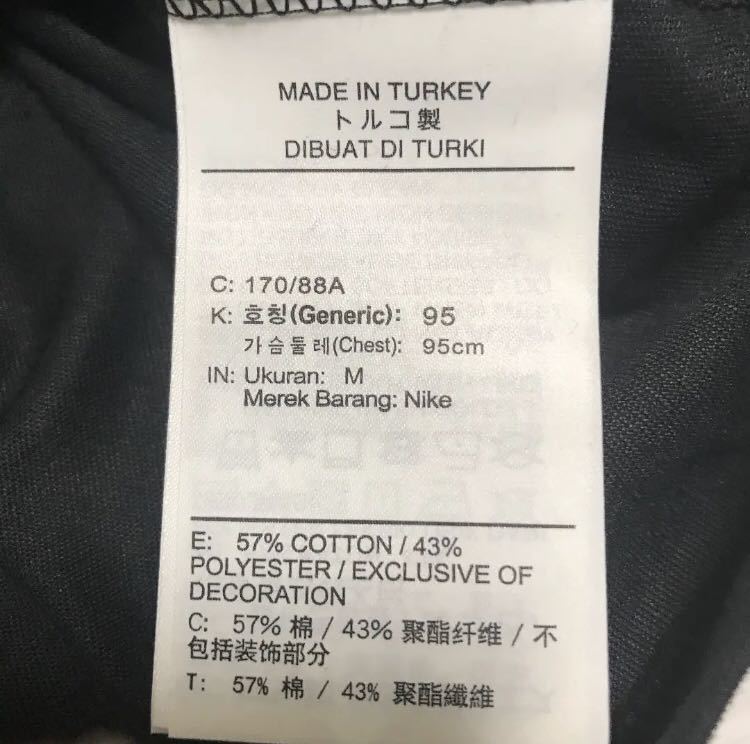 MADE IN TURKEY
トルコ製
DIBUAT DI TURKI
C: 170/88A
K: 호칭(Generic): 95
가슴둘레(Chest): 95cm
IN: Ukuran: M
Merek Barang: Nike
E: 57% COTTON / 43%
POLYESTER / EXCLUSIVE OF
DECORATION
C: 57% 棉 / 43% 聚酯纤维 / 不
包括装饰部分
T: 57% 棉 / 43% 聚酯纖維